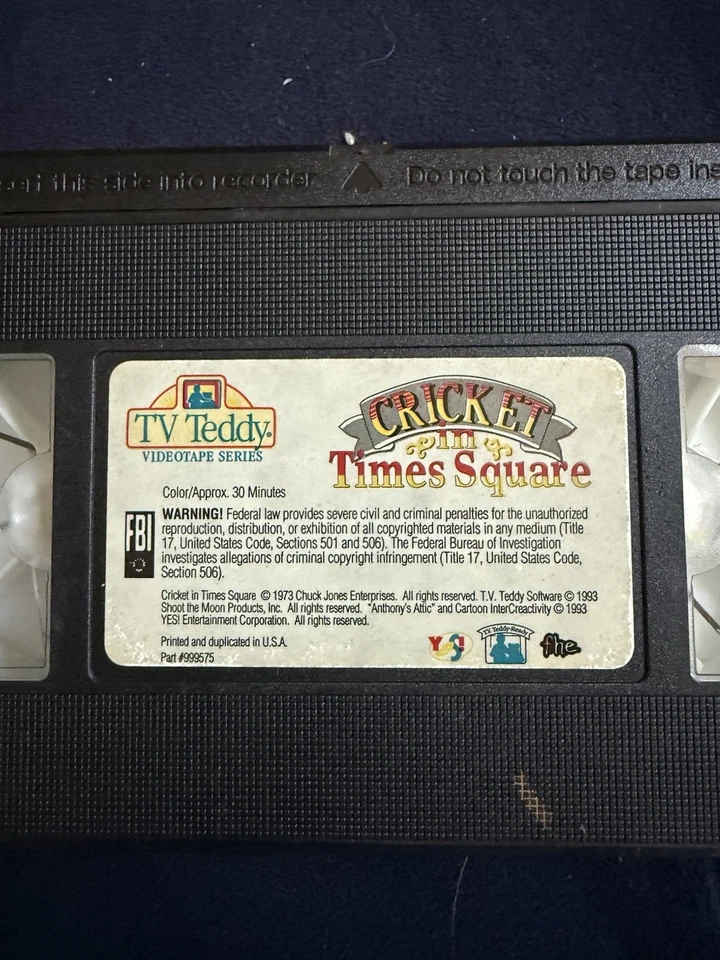 this side into recorder
Do not touch the tape
TV Teddy®
VIDEOTAPE SERIES
CRICKET
in
Times Square
Color/Approx. 30 Minutes
FBI
WARNING! Federal law provides severe civil and criminal penalties for the unauthorized
reproduction, distribution, or exhibition of all copyrighted materials in any medium (Title
17, United States Code, Sections 501 and 506). The Federal Bureau of Investigation
investigates allegations of criminal copyright infringement (Title 17, United States Code,
Section 506).
Cricket in Times Square © 1973 Chuck Jones Enterprises. All rights reserved. T.V. Teddy Software © 1993
Shoot the Moon Products, Inc. All rights reserved. "Anthony's Attic" and Cartoon InterCreactivity © 1993
YES! Entertainment Corporation. All rights reserved.
Printed and duplicated in U.S.A.
Part #999575
YES!
TV Teddy-Ready
fhe